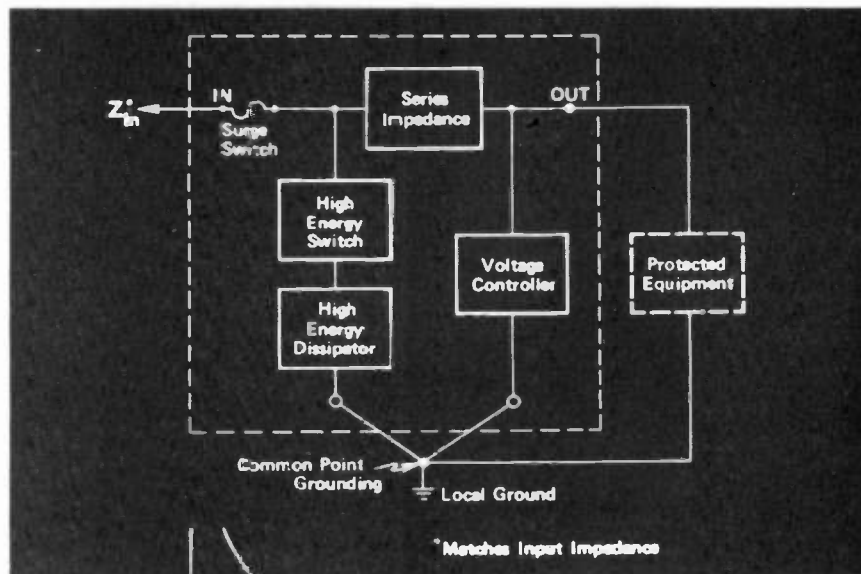 IN
Z*in
Surge
Switch
Series
Impedance
OUT
High
Energy
Switch
High
Energy
Dissipator
Voltage
Controller
Protected
Equipment
Common Point
Grounding
Local Ground
*Matches Input Impedance